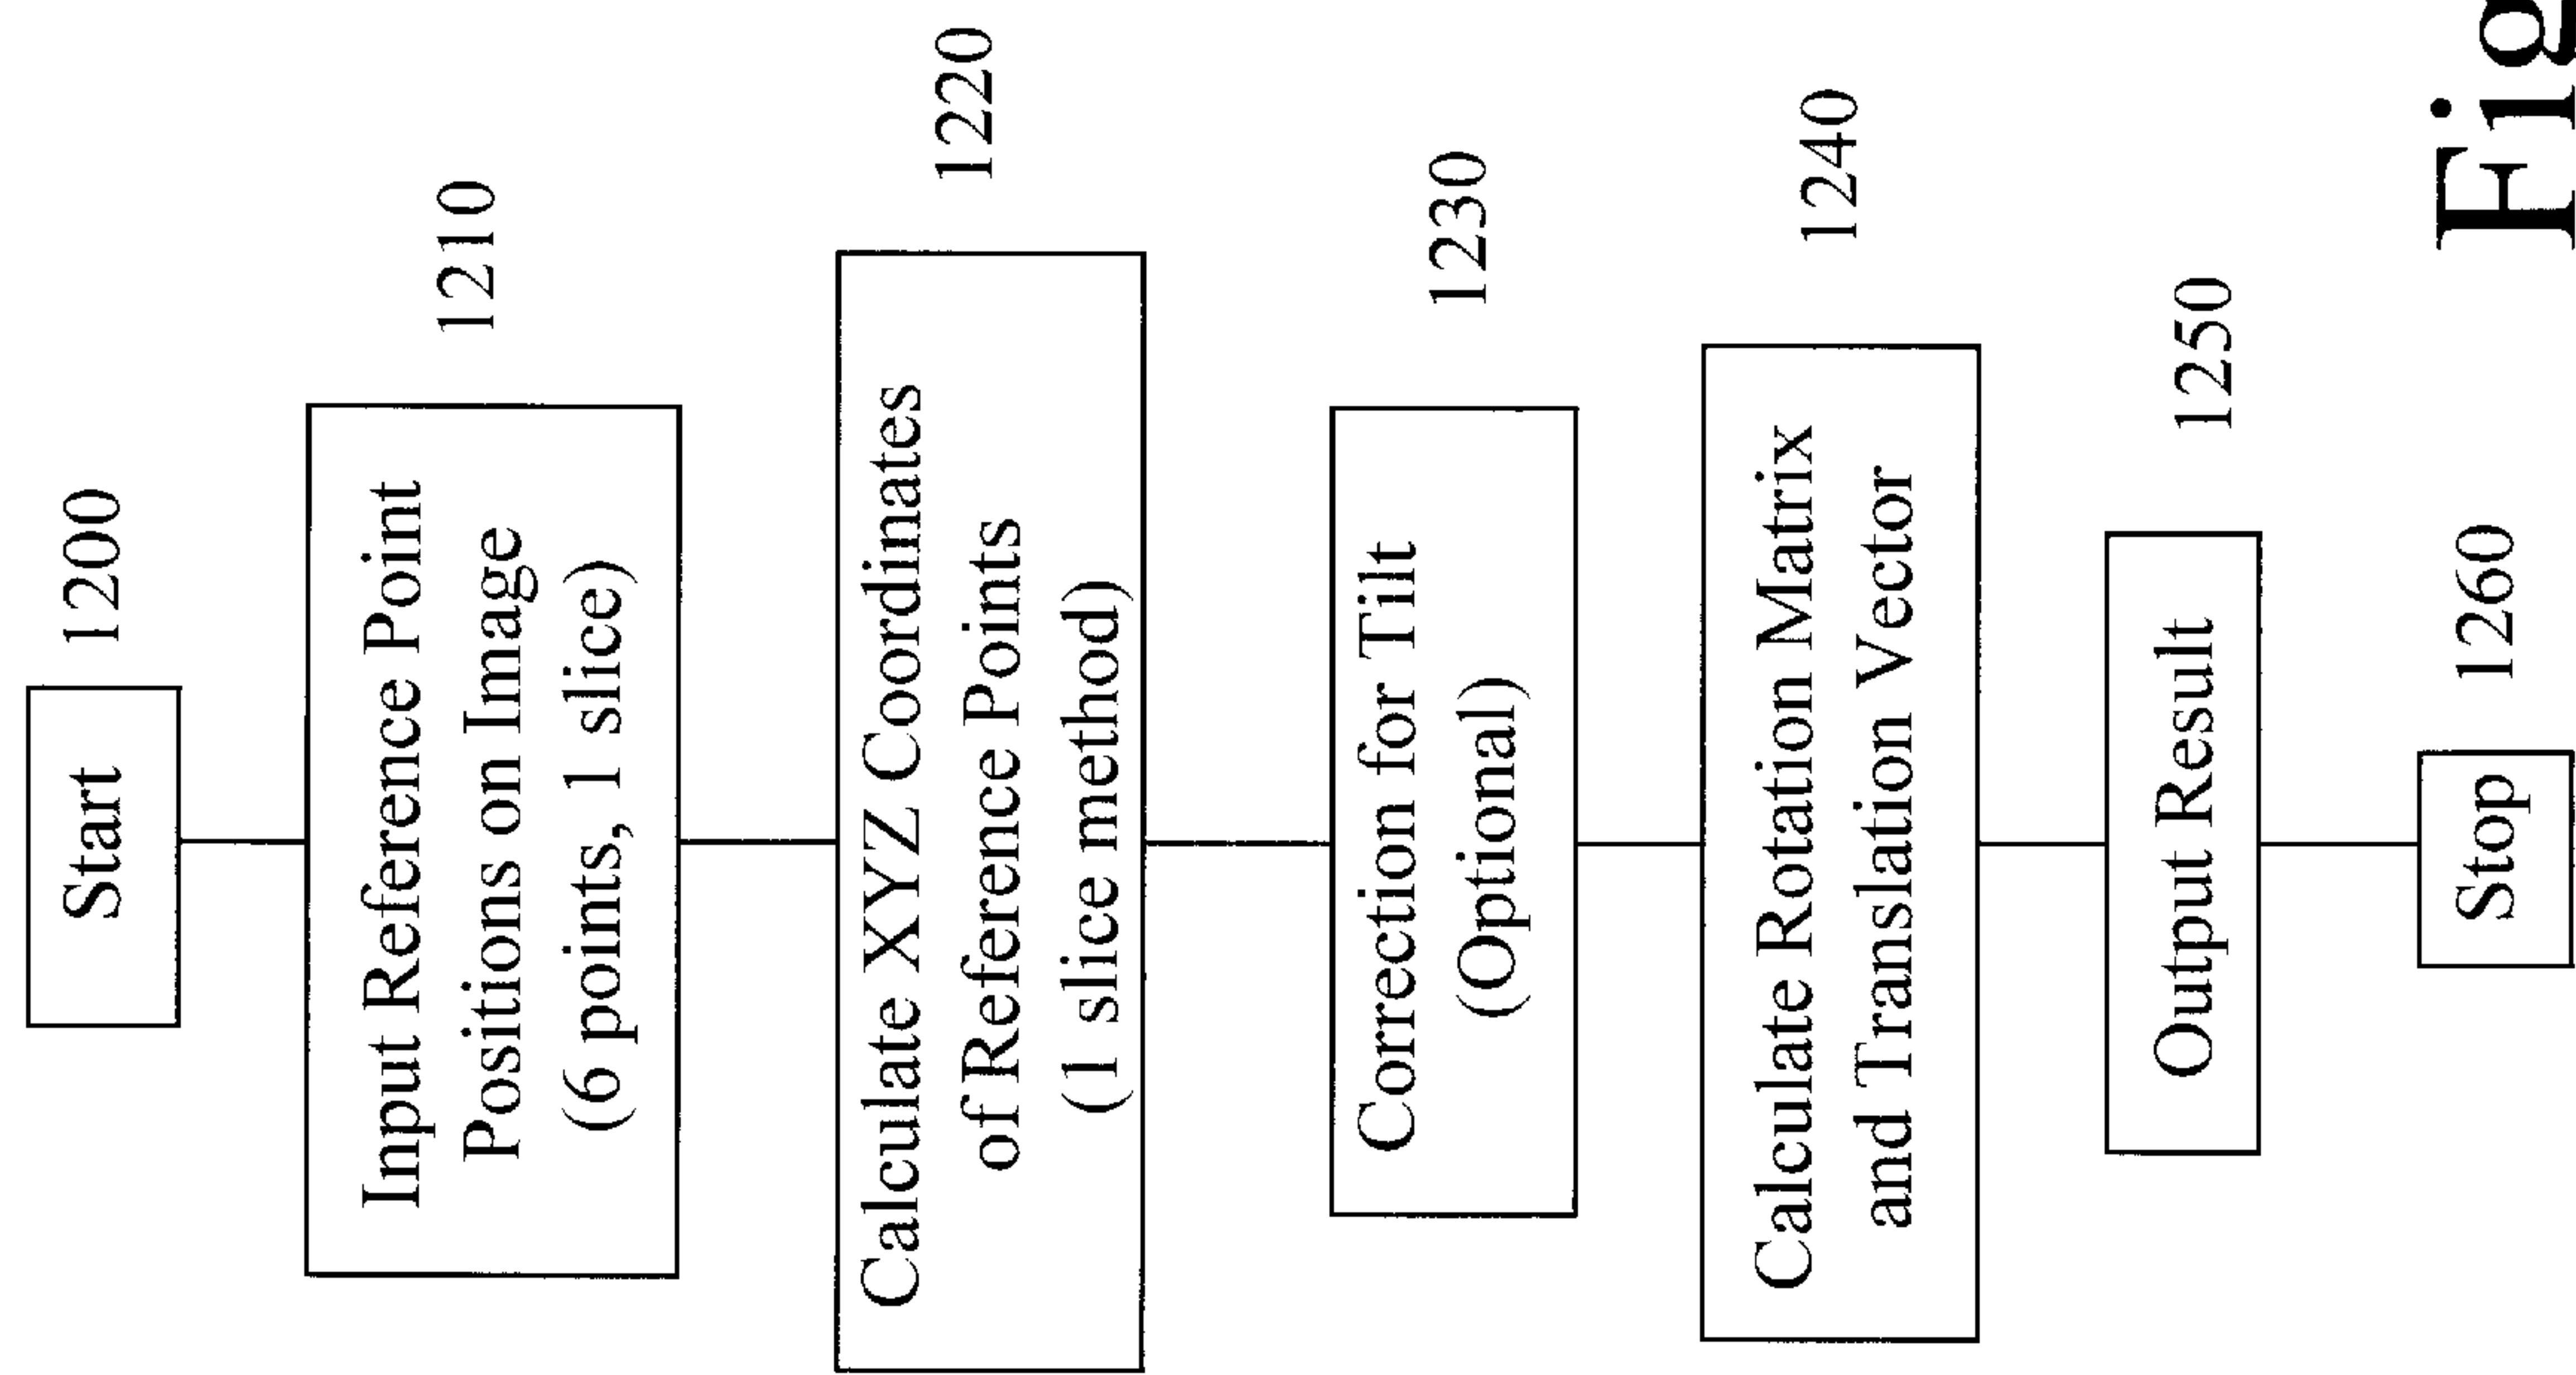 Start 1200
Input Reference Point
Positions on Image
(6 points, 1 slice)
1210
Calculate XYZ Coordinates
of Reference Points
(1 slice method)
1220
Correction for Tilt
(Optional)
1230
Calculate Rotation Matrix
and Translation Vector
1240
Output Result
1250
Stop 1260
Fig